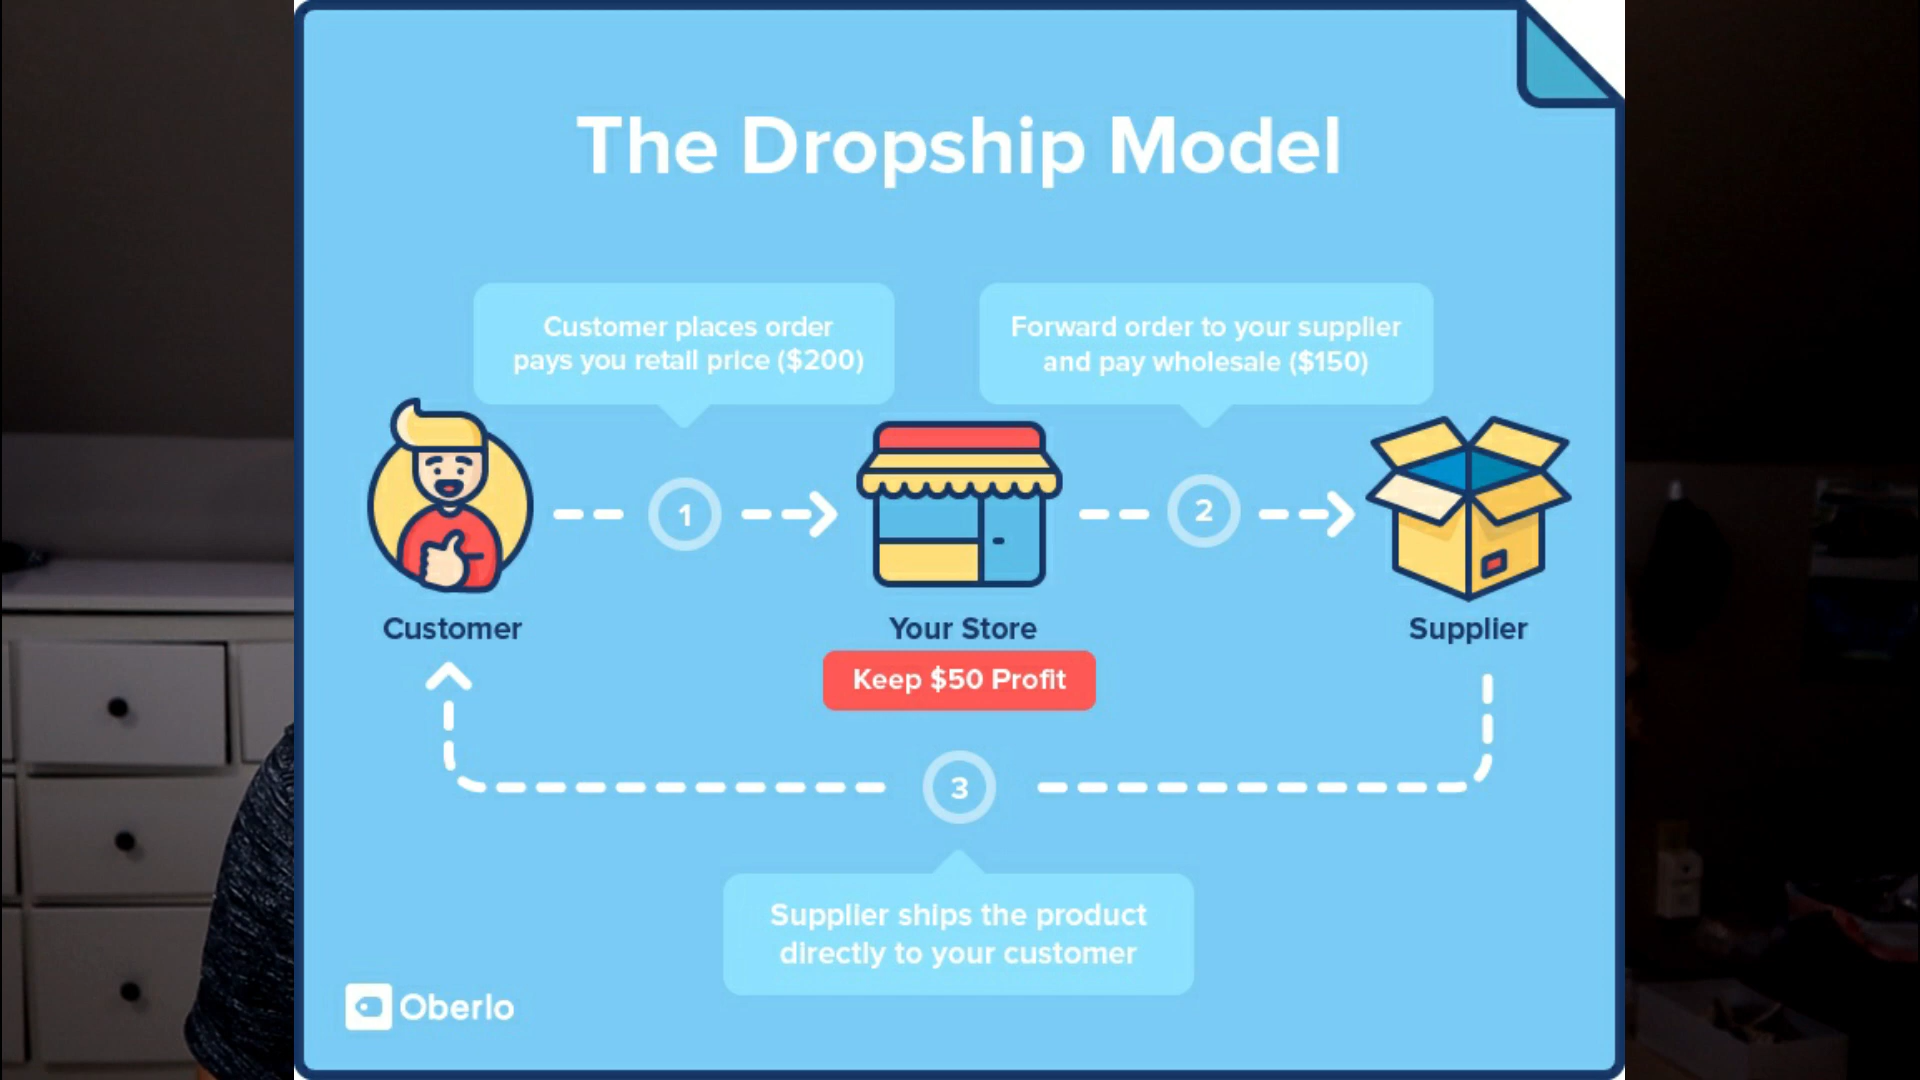 The Dropship Model
Customer places order
pays you retail price ($200)
Forward order to your supplier
and pay wholesale ($150)
1
2
Customer
Your Store
Supplier
Keep $50 Profit
3
Supplier ships the product
directly to your customer
Oberlo